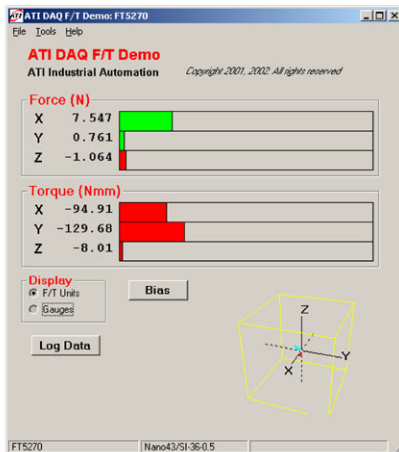 ATI DAQ F/T Demo: FT5270
File Tools Help
ATI DAQ F/T Demo
ATI Industrial Automation Copyright 2001, 2002. All rights reserved
Force (N)
X 7.547
Y 0.761
Z -1.064
Torque (Nmm)
X -94.91
Y -129.68
Z -8.01
Display
F/T Units
Gauges
Bias
Log Data
Z
Y
X
FT5270 Nano43/SI-36-0.5